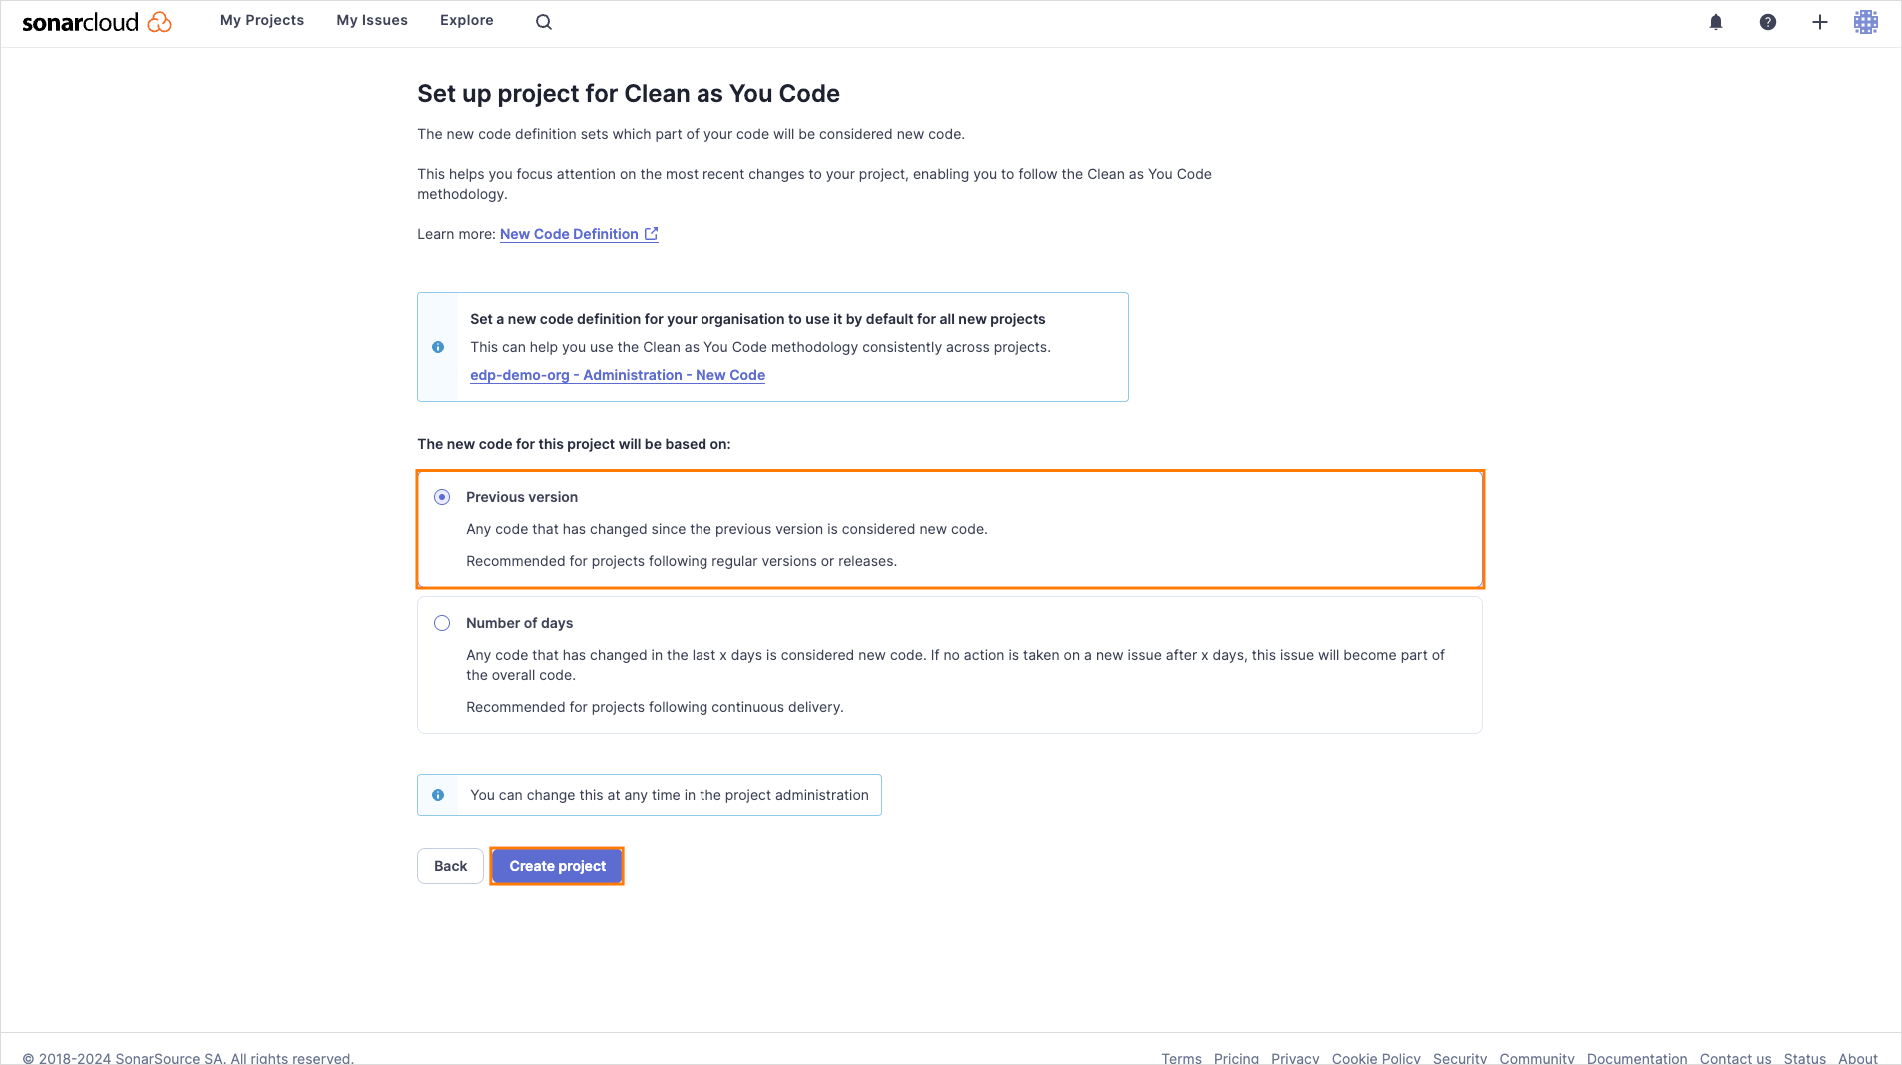 sonarcloud
My Projects
My Issues
Explore
Set up project for Clean as You Code
The new code definition sets which part of your code will be considered new code.
This helps you focus attention on the most recent changes to your project, enabling you to follow the Clean as You Code
methodology.
Learn more: New Code Definition
Set a new code definition for your organisation to use it by default for all new projects
This can help you use the Clean as You Code methodology consistently across projects.
edp-demo-org - Administration - New Code
The new code for this project will be based on:
Previous version
Any code that has changed since the previous version is considered new code.
Recommended for projects following regular versions or releases.
Number of days
Any code that has changed in the last x days is considered new code. If no action is taken on a new issue after x days, this issue will become part of
the overall code.
Recommended for projects following continuous delivery.
You can change this at any time in the project administration
Back
Create project
© 2018-2024 SonarSource SA. All rights reserved.
Terms Pricing Privacy Cookie Policy Security Community Documentation Contact us Status About